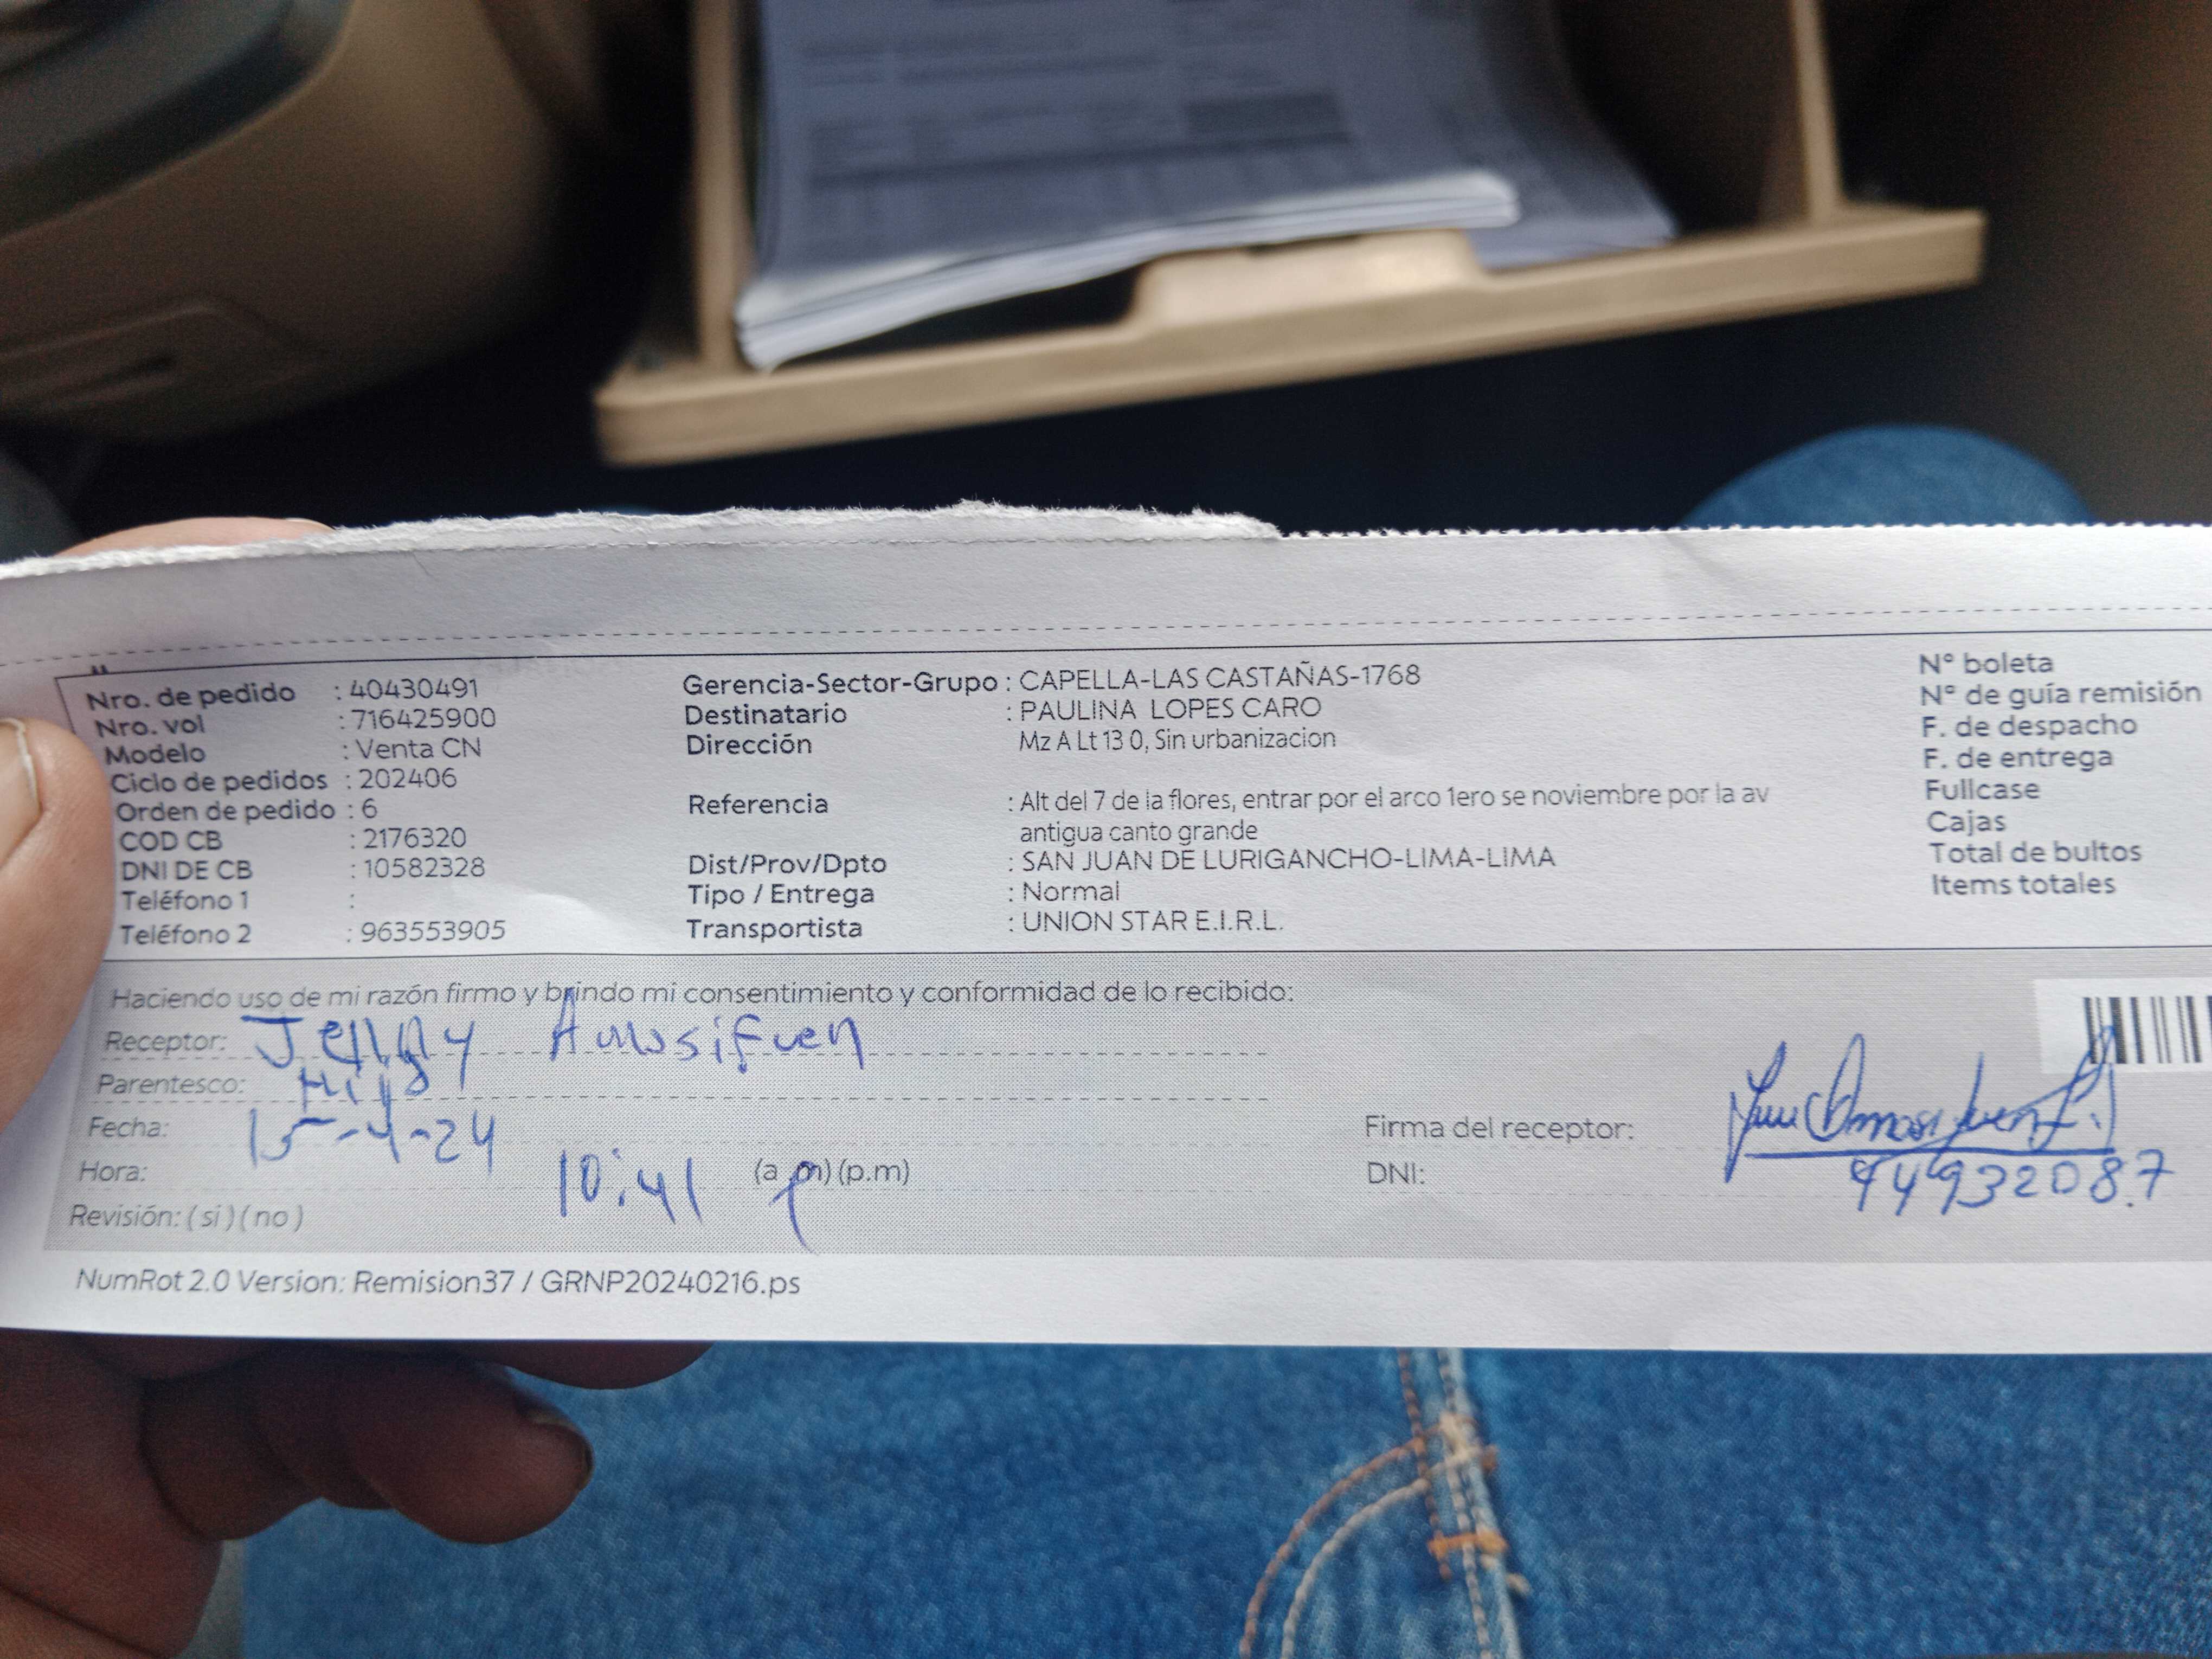 Nro. de pedido : 40430491
Nro. vol : 716425900
Modelo : Venta CN
Ciclo de pedidos : 202406
Orden de pedido : 6
COD CB : 2176320
DNI DE CB : 10582328
Teléfono 1 :
Teléfono 2 : 963553905
Gerencia-Sector-Grupo : CAPELLA-LAS CASTAÑAS-1768
Destinatario : PAULINA LOPES CARO
Dirección Mz A Lt 13 0, Sin urbanizacion
Referencia : Alt del 7 de la flores, entrar por el arco 1ero se noviembre por la av
antigua canto grande
Dist/Prov/Dpto : SAN JUAN DE LURIGANCHO-LIMA-LIMA
Tipo / Entrega : Normal
Transportista : UNION STAR E.I.R.L.
N° boleta
N° de guía remisión
F. de despacho
F. de entrega
Fullcase
Cajas
Total de bultos
Items totales
Haciendo uso de mi razón firmo y brindo mi consentimiento y conformidad de lo recibido:
Receptor: Jenny Amosifuen
Parentesco: Hijo
Fecha: 15-4-24
Hora: 10:41 (a.m) (p.m)
Revisión: (si) (no)
Firma del receptor:
DNI: 44932087
NumRot 2.0 Version: Remision37 / GRNP20240216.ps